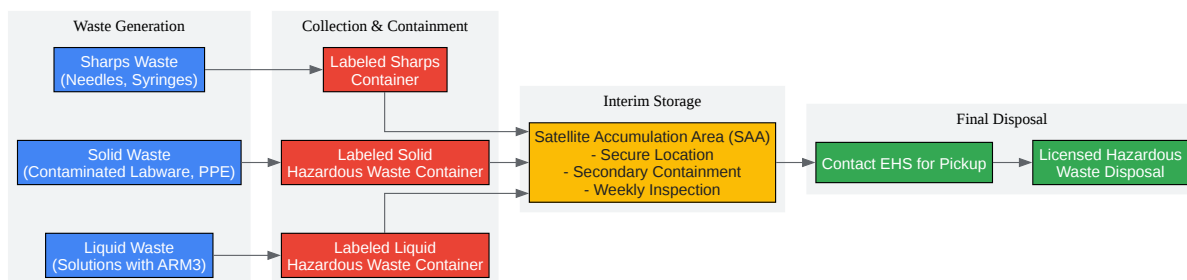 Waste Generation
Sharps Waste
(Needles, Syringes)
Solid Waste
(Contaminated Labware, PPE)
Liquid Waste
(Solutions with ARM3)
Collection & Containment
Labeled Sharps
Container
Labeled Solid
Hazardous Waste Container
Labeled Liquid
Hazardous Waste Container
Interim Storage
Satellite Accumulation Area (SAA)
- Secure Location
- Secondary Containment
- Weekly Inspection
Final Disposal
Contact EHS for Pickup
Licensed Hazardous
Waste Disposal